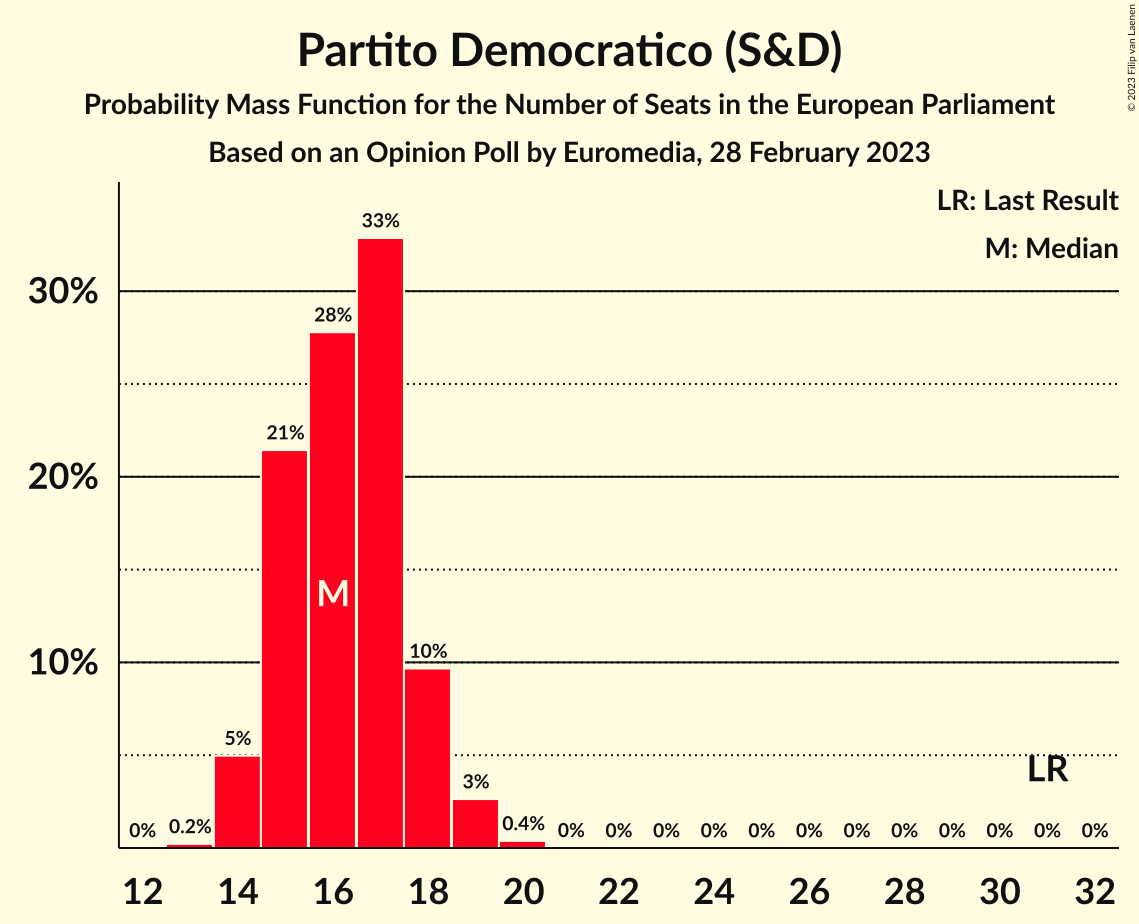 Partito Democratico (S&D)
Probability Mass Function for the Number of Seats in the European Parliament
Based on an Opinion Poll by Euromedia, 28 February 2023
© 2023 Filip van Laenen
LR: Last Result
M: Median
30%
20%
10%
0%
0.2%
5%
21%
28%
33%
10%
3%
0.4%
0%
0%
0%
0%
0%
0%
0%
0%
0%
0%
0%
0%
M
LR
12 14 16 18 20 22 24 26 28 30 32